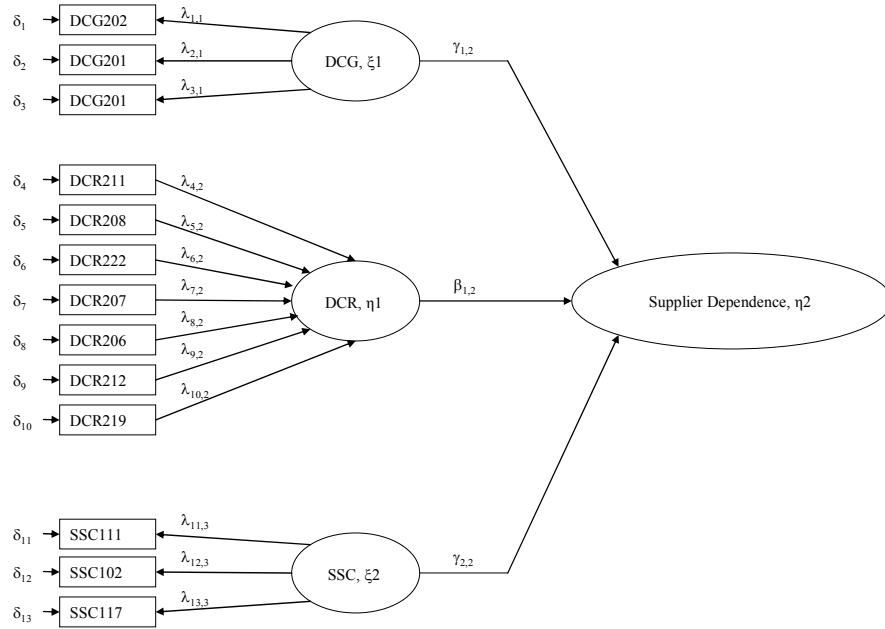 δ1 DCG202 λ1,1
δ2 DCG201 λ2,1 DCG, ξ1 γ1,2
δ3 DCG201 λ3,1
δ4 DCR211 λ4,2
δ5 DCR208 λ5,2
δ6 DCR222 λ6,2
δ7 DCR207 λ7,2 DCR, η1 β1,2 Supplier Dependence, η2
δ8 DCR206 λ8,2
δ9 DCR212 λ9,2
δ10 DCR219 λ10,2
δ11 SSC111 λ11,3
δ12 SSC102 λ12,3 SSC, ξ2 γ2,2
δ13 SSC117 λ13,3